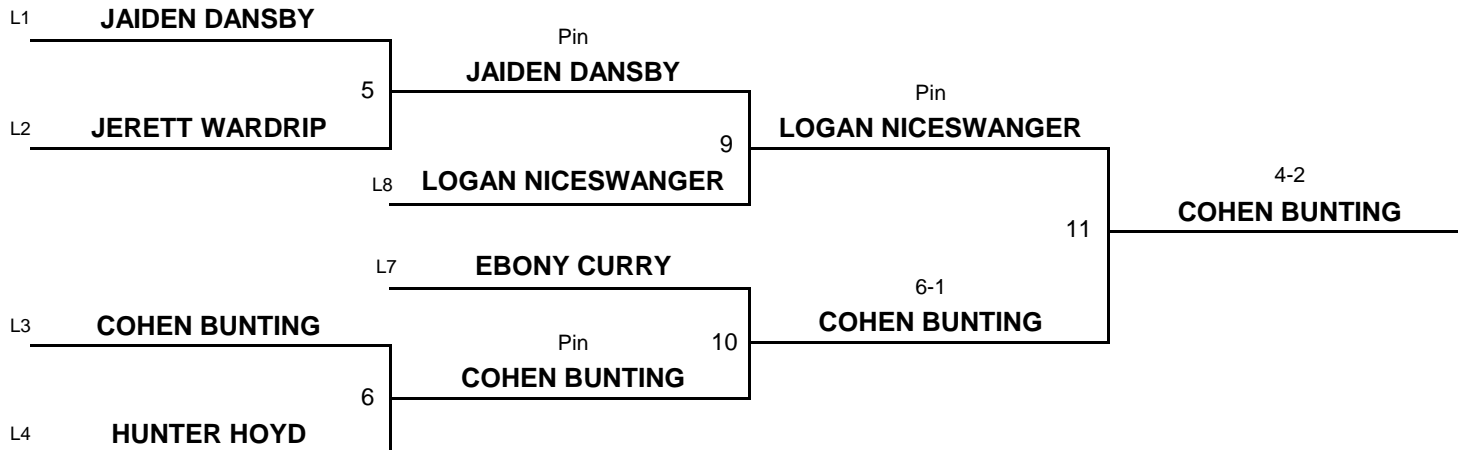 L1 JAIDEN DANSBY
Pin
5 JAIDEN DANSBY
Pin
L2 JERETT WARDRIP
9 LOGAN NICESWANGER
L8 LOGAN NICESWANGER
4-2
11 COHEN BUNTING
L7 EBONY CURRY
6-1
L3 COHEN BUNTING
COHEN BUNTING
Pin 10
6 COHEN BUNTING
L4 HUNTER HOYD